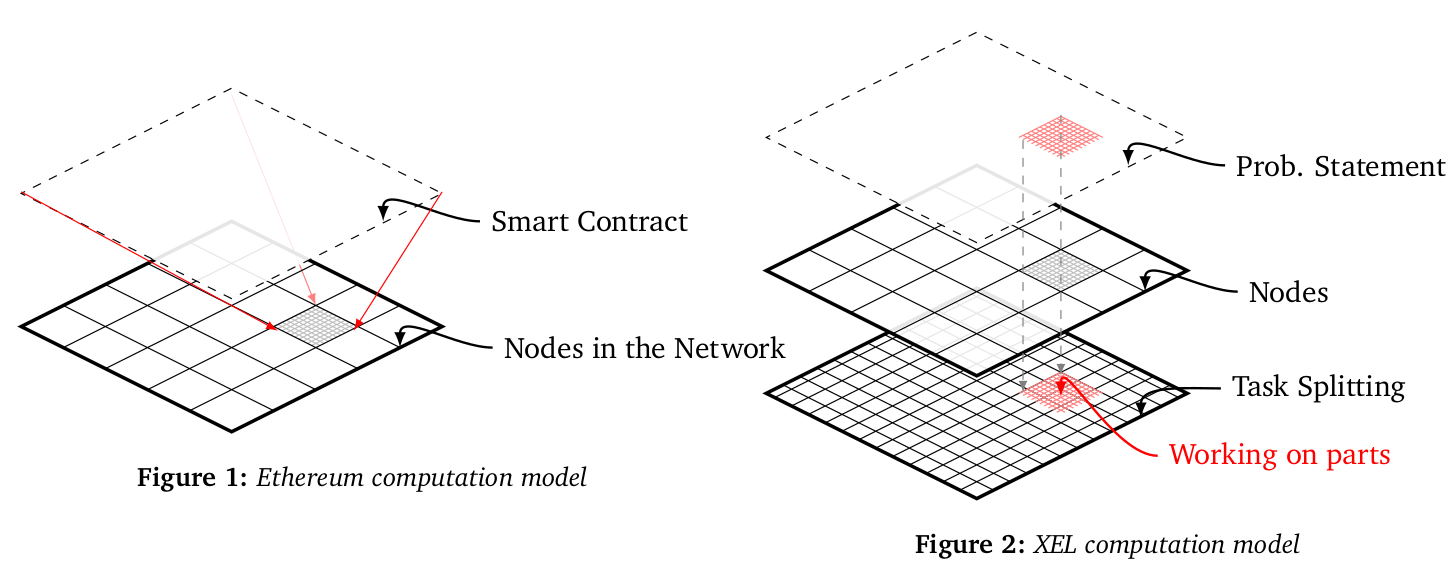 Smart Contract
Nodes in the Network
Figure 1: Ethereum computation model
Prob. Statement
Nodes
Task Splitting
Working on parts
Figure 2: XEL computation model